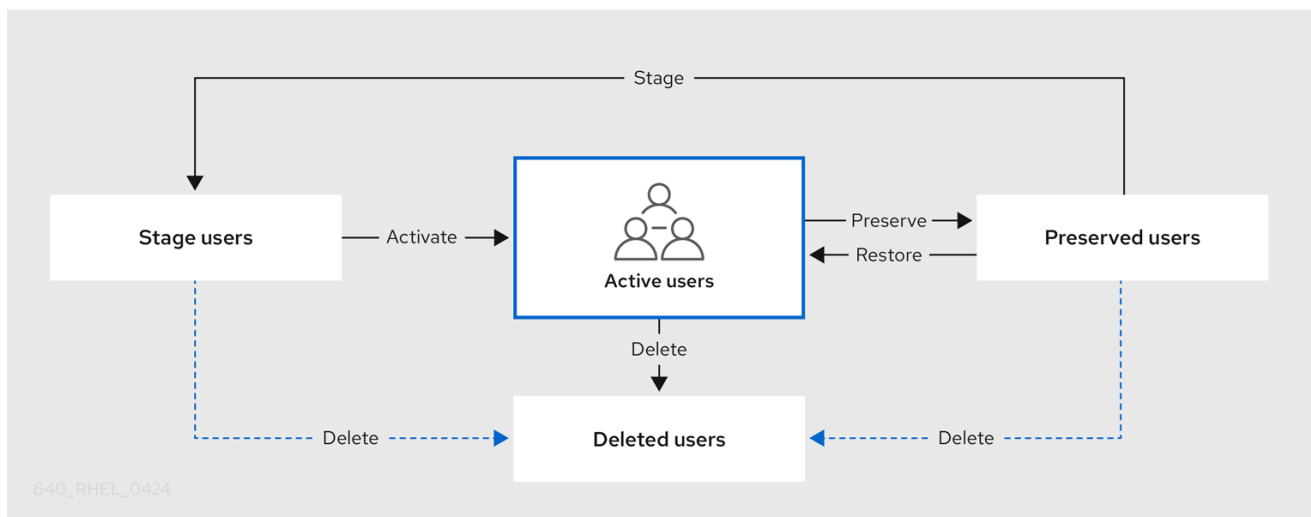 Stage
Stage users
Activate
Active users
Preserve
Restore
Preserved users
Delete
Delete
Deleted users
Delete
640_RHEL_0424